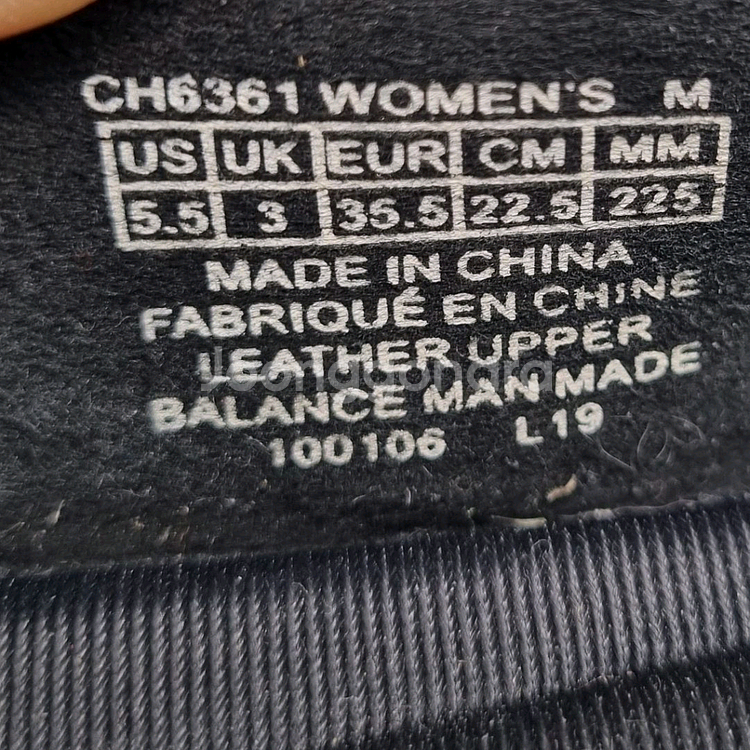 CH6361 WOMEN'S M
US UK EUR CM MM
5.5 3 35.5 22.5 225
MADE IN CHINA
FABRIQUÉ EN CHINE
LEATHER UPPER
BALANCE MAN MADE
100106 L19